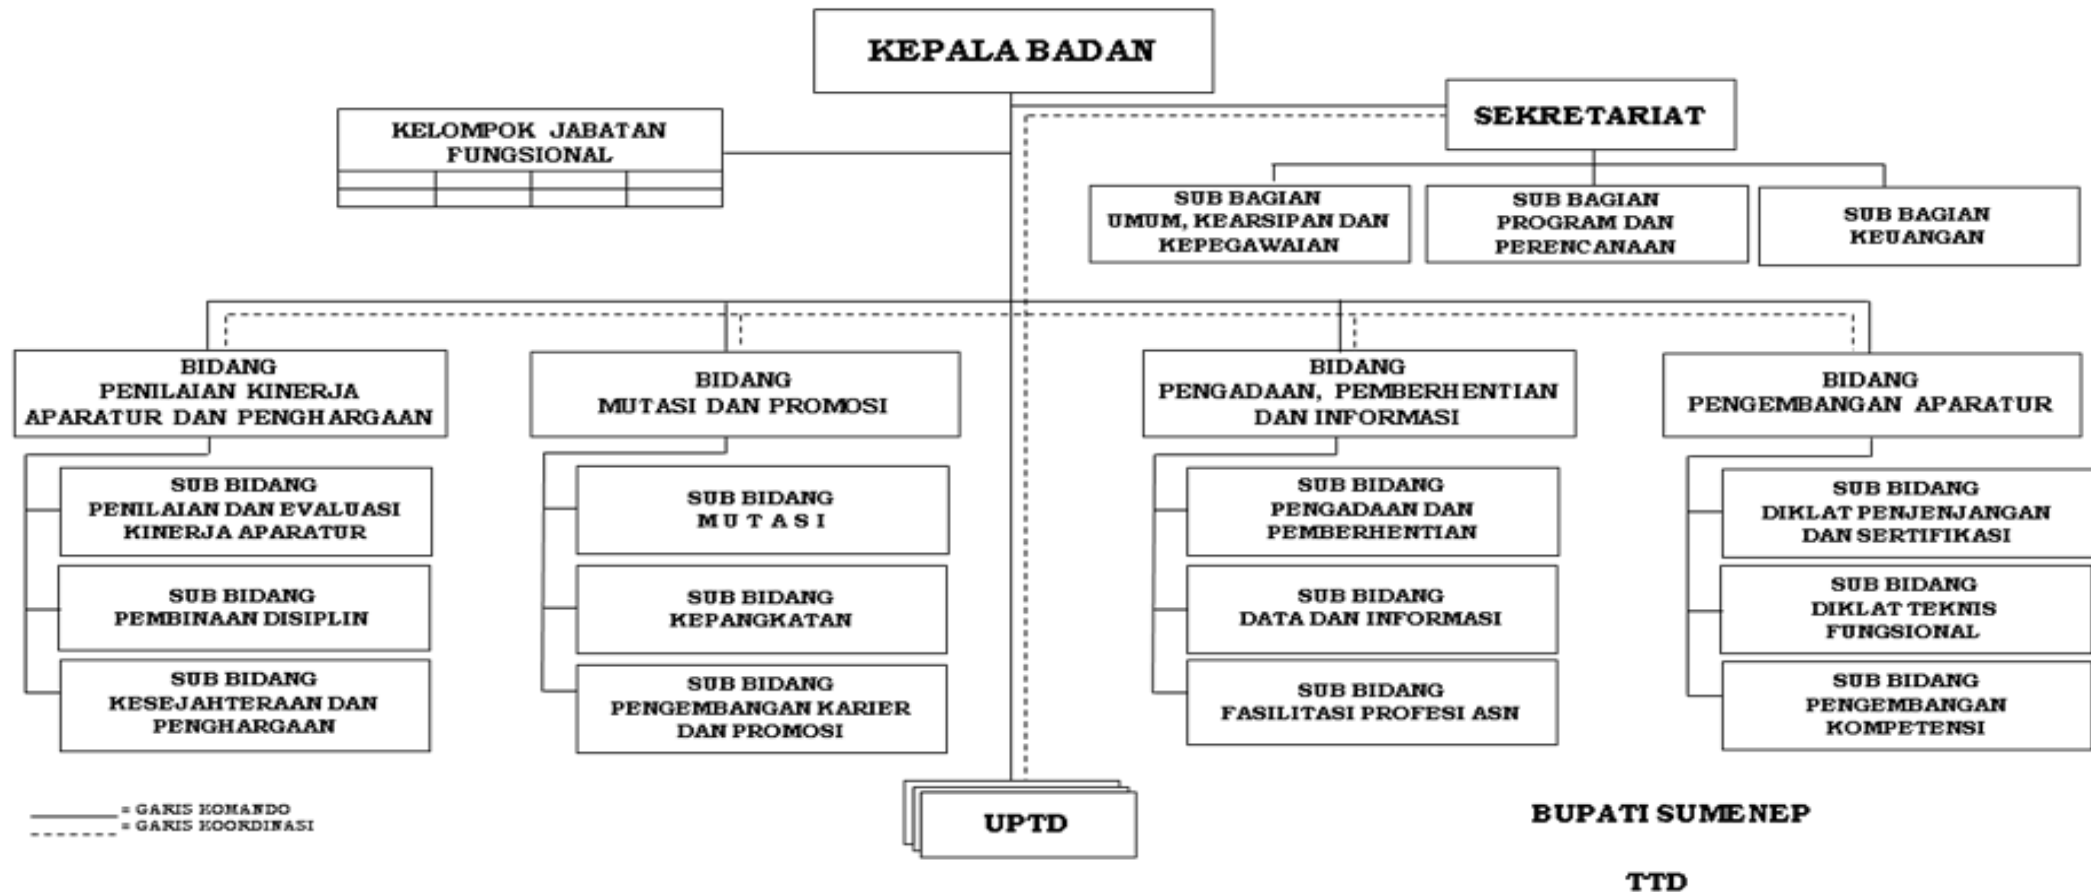 KEPALA BADAN
SEKRETARIAT
KELOMPOK JABATAN
FUNGSIONAL
SUB BAGIAN
UMUM, KEARSIPAN DAN
KEPEGAWAIAN
SUB BAGIAN
PROGRAM DAN
PERENCANAAN
SUB BAGIAN
KEUANGAN
BIDANG
PENILAIAN KINERJA
APARATUR DAN PENGHARGAAN
BIDANG
MUTASI DAN PROMOSI
BIDANG
PENGADAAN, PEMBERHENTIAN
DAN INFORMASI
BIDANG
PENGEMBANGAN APARATUR
SUB BIDANG
PENILAIAN DAN EVALUASI
KINERJA APARATUR
SUB BIDANG
PEMBINAAN DISIPLIN
SUB BIDANG
KESEJAHTERAAN DAN
PENGHARGAAN
SUB BIDANG
M U T A S I
SUB BIDANG
KEPANGKATAN
SUB BIDANG
PENGEMBANGAN KARIER
DAN PROMOSI
SUB BIDANG
PENGADAAN DAN
PEMBERHENTIAN
SUB BIDANG
DATA DAN INFORMASI
SUB BIDANG
FASILITASI PROFESI ASN
SUB BIDANG
DIKLAT PENJENJANGAN
DAN SERTIFIKASI
SUB BIDANG
DIKLAT TEKNIS
FUNGSIONAL
SUB BIDANG
PENGEMBANGAN
KOMPETENSI
= GARIS KOMANDO
= GARIS KOORDINASI
UPTD
BUPATI SUMENEP
TTD